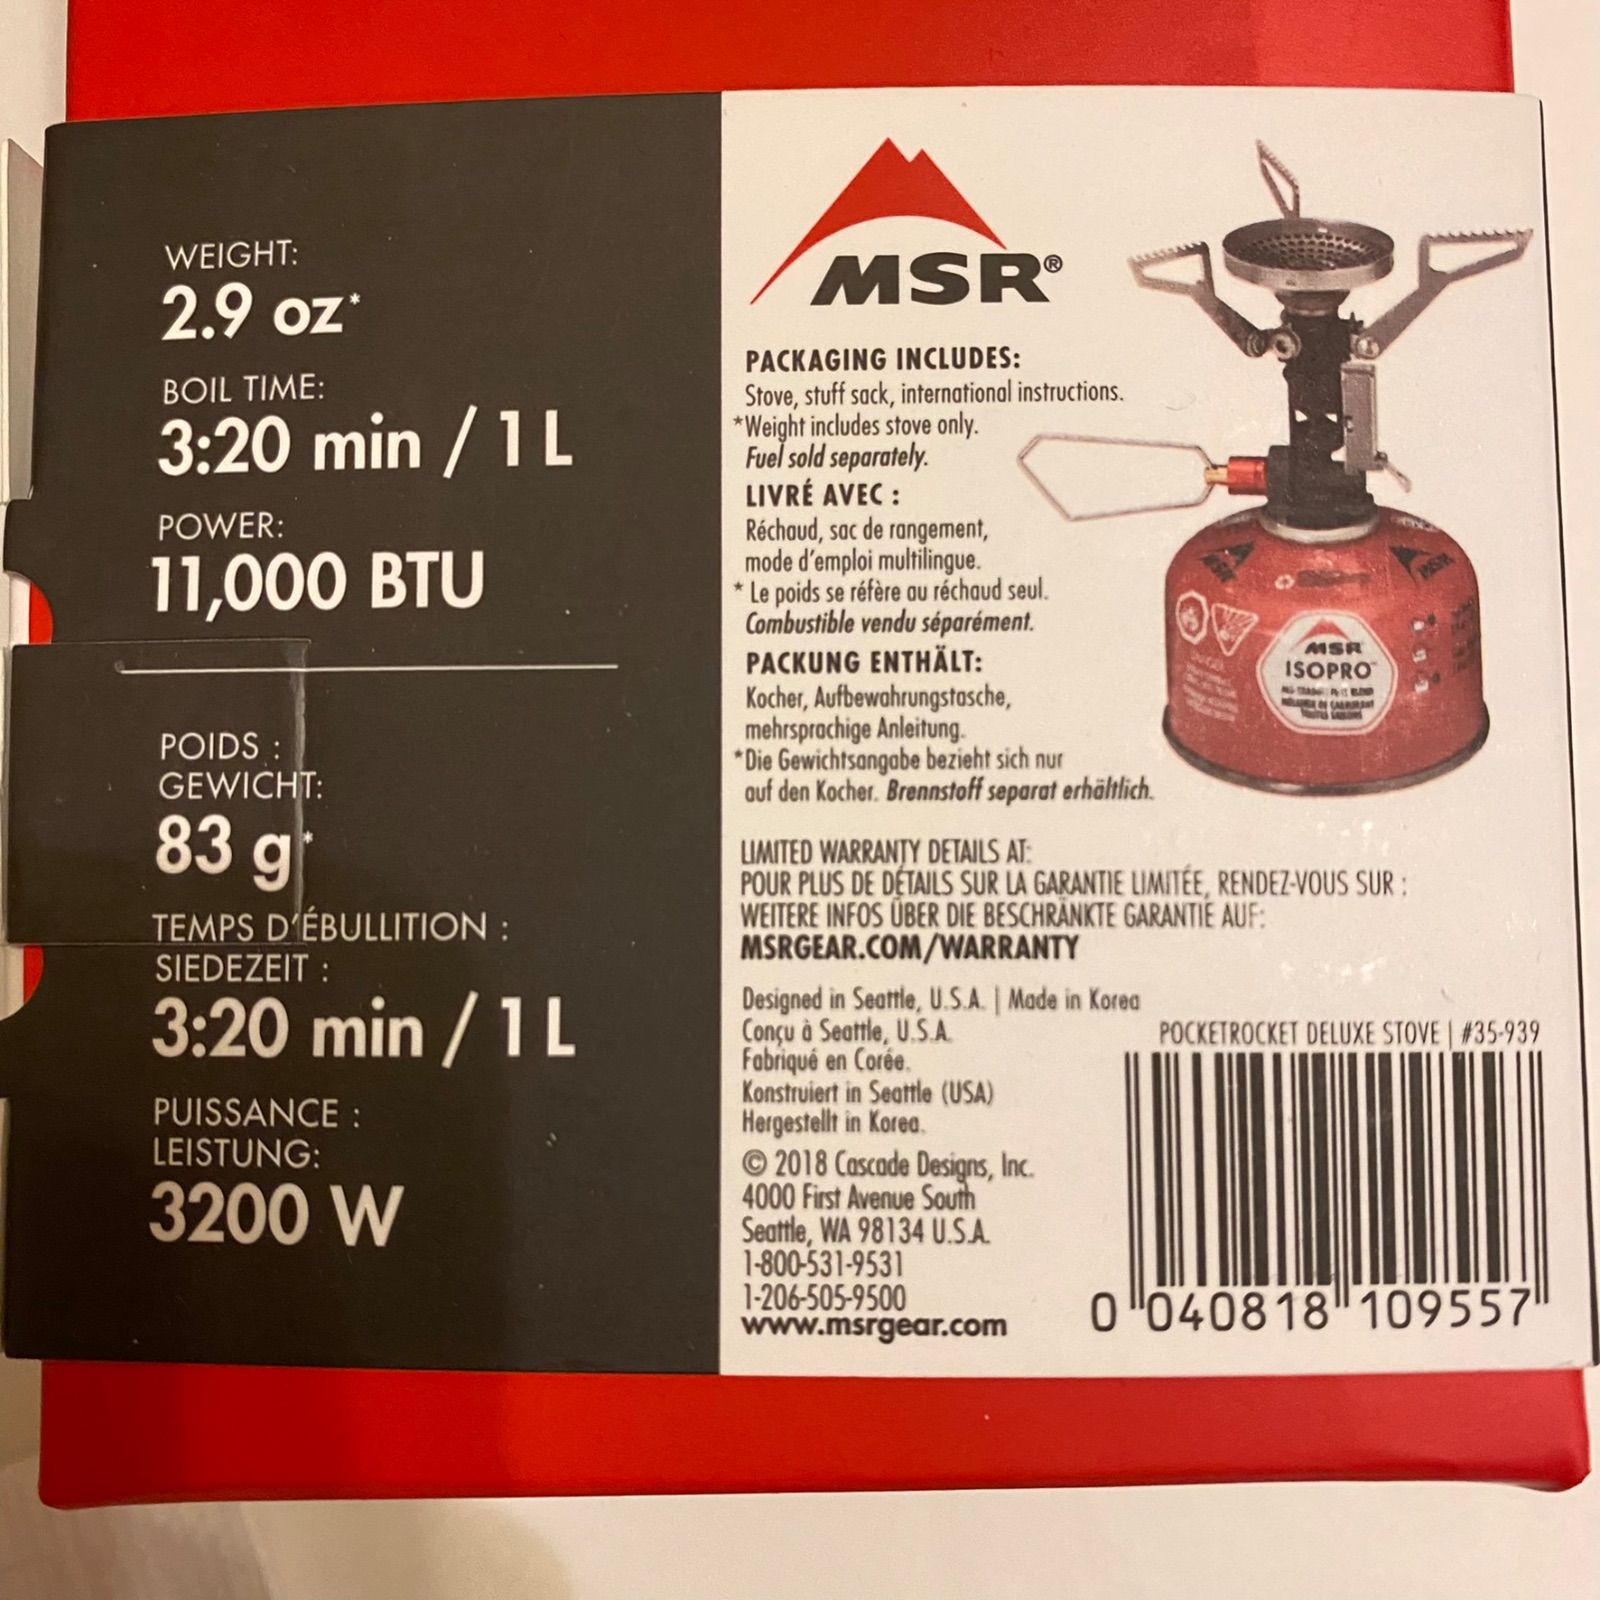 WEIGHT:
2.9 oz*
BOIL TIME:
3:20 min / 1 L
POWER:
11,000 BTU
POIDS :
GEWICHT:
83 g*
TEMPS D'ÉBULLITION :
SIEDEZEIT :
3:20 min / 1 L
PUISSANCE :
LEISTUNG:
3200 W
MSR®
PACKAGING INCLUDES:
Stove, stuff sack, international instructions.
*Weight includes stove only.
Fuel sold separately.
LIVRÉ AVEC :
Réchaud, sac de rangement,
mode d'emploi multilingue.
* Le poids se réfère au réchaud seul.
Combustible vendu séparément.
PACKUNG ENTHÄLT:
Kocher, Aufbewahrungstasche,
mehrsprachige Anleitung.
*Die Gewichtsangabe bezieht sich nur
auf den Kocher. Brennstoff separat erhältlich.
MSR
MSR
MSR
ISOPRO™
LIMITED WARRANTY DETAILS AT:
POUR PLUS DE DÉTAILS SUR LA GARANTIE LIMITÉE, RENDEZ-VOUS SUR :
WEITERE INFOS ÜBER DIE BESCHRÄNKTE GARANTIE AUF:
MSRGEAR.COM/WARRANTY
Designed in Seattle, U.S.A. | Made in Korea
Conçu à Seattle, U.S.A.
Fabriqué en Corée.
Konstruiert in Seattle (USA)
Hergestellt in Korea.
© 2018 Cascade Designs, Inc.
4000 First Avenue South
Seattle, WA 98134 U.S.A.
1-800-531-9531
1-206-505-9500
www.msrgear.com
POCKETROCKET DELUXE STOVE | #35-939
0 040818 109557